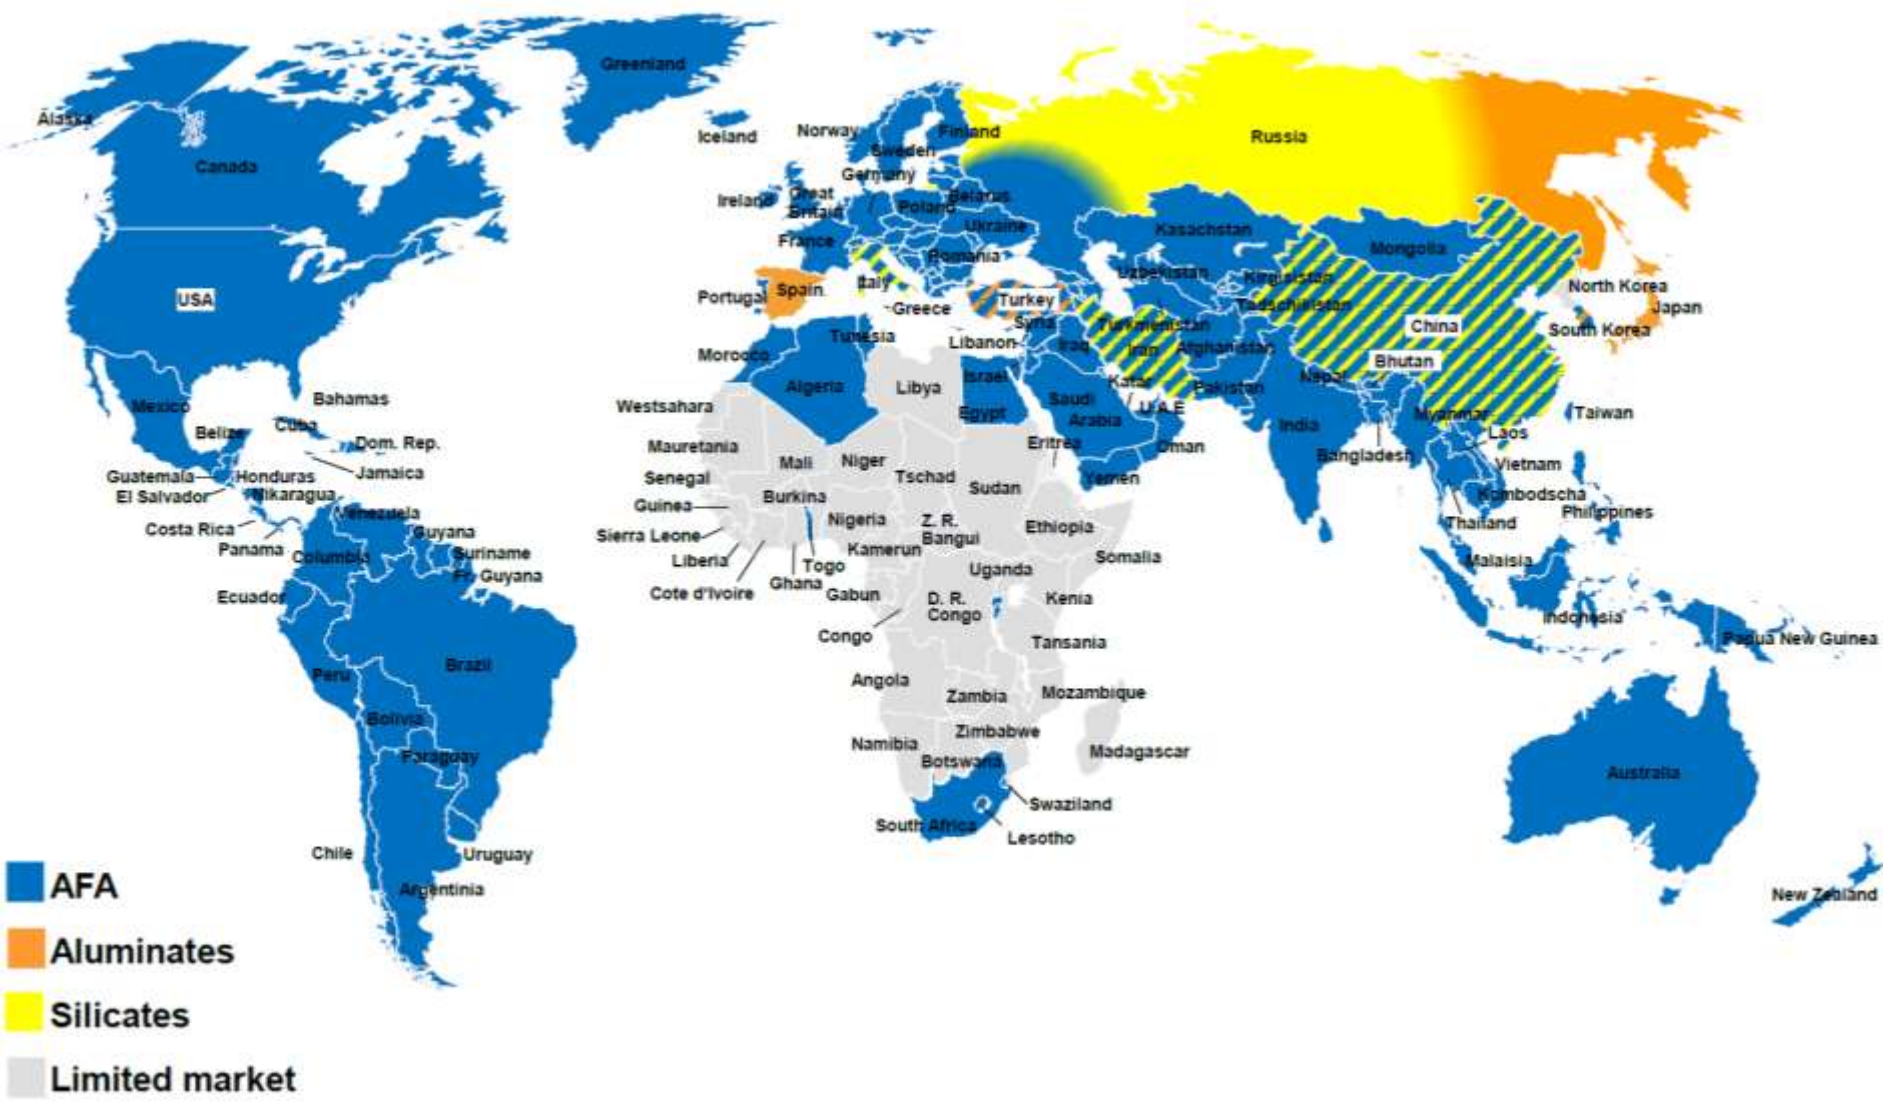 Greenland
Alaska
Canada
Iceland
Norway
Finland
Sweden
Russia
Germany
Ireland
Great
Britain
Poland
Belarus
Ukraine
France
Romania
Kasachstan
Mongolia
Uzbekistan
Kirgisistan
USA
Portugal
Spain
Italy
Greece
Turkey
Tadschikistan
North Korea
Japan
China
South Korea
Syria
Turkmenistan
Tunesia
Libanon
Iraq
Iran
Afghanistan
Morocco
Bhutan
Algeria
Libya
Israel
Katar
Pakistan
Nepal
Bahamas
Mexico
Westsahara
Egypt
Saudi
Arabia
U.A.E
India
Myanmar
Taiwan
Belize
Cuba
Dom. Rep.
Mauretania
Eritrea
Oman
Laos
Bangladesh
Guatemala
Honduras
Jamaica
Mali
Niger
Tschad
Senegal
Yemen
Vietnam
El Salvador
Nikaragua
Burkina
Sudan
Kombodscha
Guinea
Costa Rica
Venezuela
Nigeria
Z. R.
Bangui
Ethiopia
Thailand
Philippines
Sierra Leone
Guyana
Panama
Columbia
Suriname
Kamerun
Somalia
Liberia
Togo
Uganda
Malaisia
Fr. Guyana
Ghana
Cote d'Ivoire
Gabun
D. R.
Congo
Kenia
Ecuador
Indonesia
Congo
Tansania
Papua New Guinea
Brazil
Peru
Angola
Zambia
Mozambique
Bolivia
Zimbabwe
Namibia
Madagascar
Paraguay
Botswana
Australia
Swaziland
South Africa
Lesotho
Chile
Uruguay
Argentinia
New Zealand
AFA
Aluminates
Silicates
Limited market